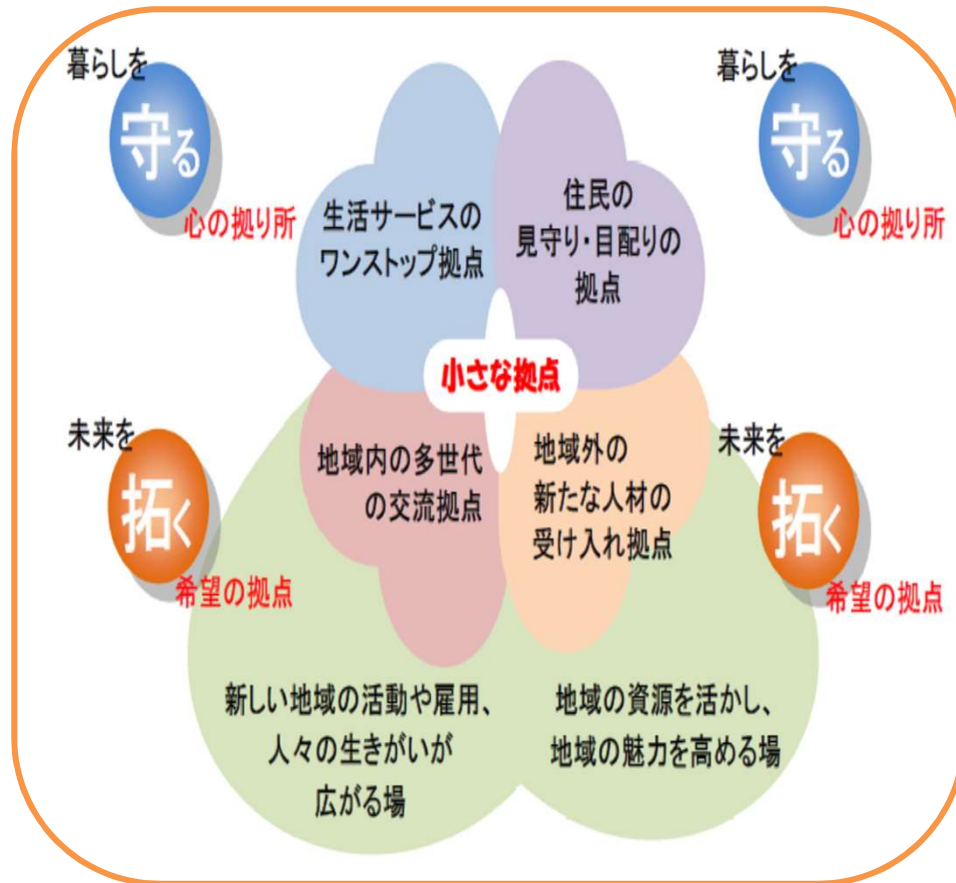 暮らしを
守る
心の拠り所
生活サービスの
ワンストップ拠点
住民の
見守り・目配りの
拠点
暮らしを
守る
心の拠り所
小さな拠点
未来を
拓く
希望の拠点
地域内の多世代
の交流拠点
地域外の
新たな人材の
受け入れ拠点
未来を
拓く
希望の拠点
新しい地域の活動や雇用、
人々の生きがいが
広がる場
地域の資源を活かし、
地域の魅力を高める場